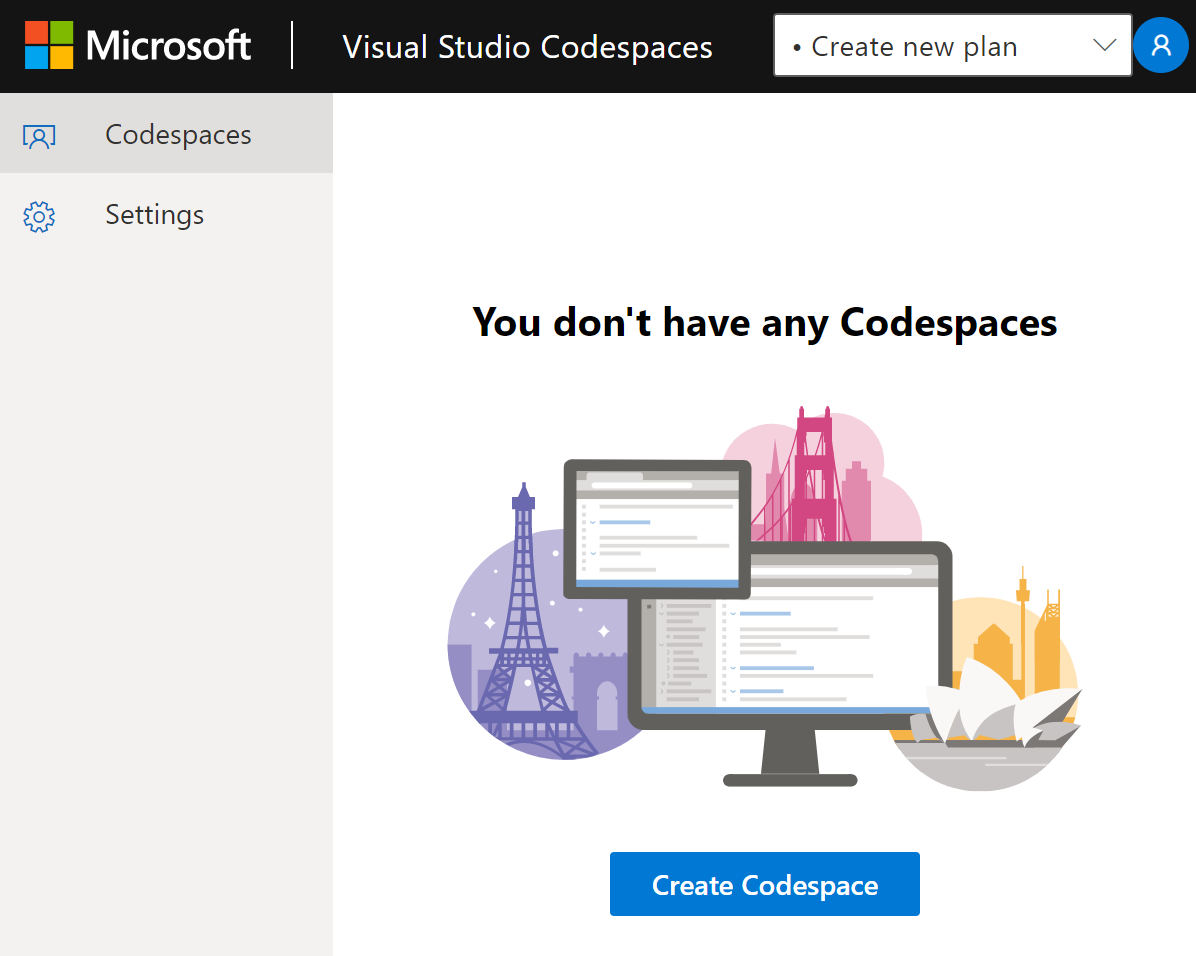 Microsoft
Visual Studio Codespaces
• Create new plan
Codespaces
Settings
You don't have any Codespaces
Create Codespace